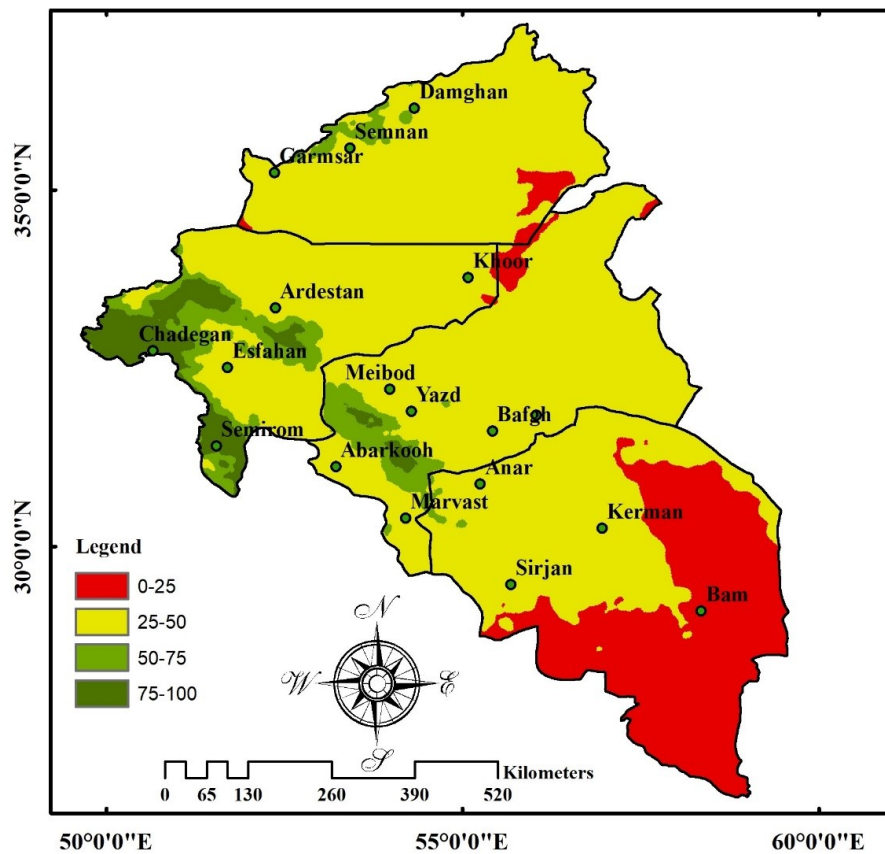 Damghan
Semnan
Garmsar
35°0'0"N
Khoor
Ardestan
Chadegan
Esfahan
Meibod
Yazd
Bafgh
Semirom
Abarkooh
Anar
Marvast
Kerman
30°0'0"N
Legend
Sirjan
0-25
Bam
25-50
N
50-75
W
E
75-100
S
Kilometers
0 65 130 260 390 520
50°0'0"E 55°0'0"E 60°0'0"E